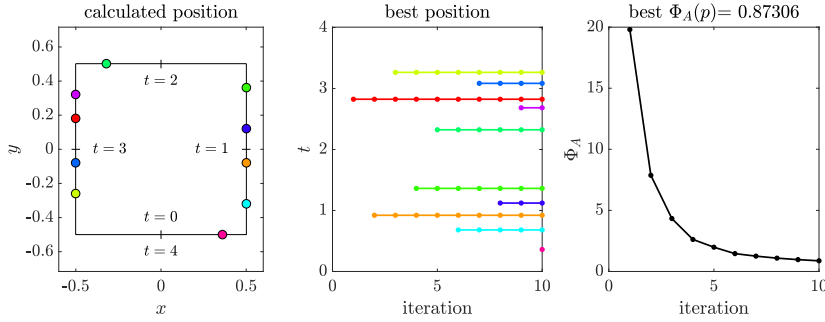 calculated position
0.6
0.4
0.2
0
-0.2
-0.4
-0.6
y
t = 2
t = 3
t = 1
t = 0
t = 4
-0.5
0
0.5
x
best position
4
3
2
1
0
t
0
5
10
iteration
best Φ_A(p)= 0.87306
20
15
10
5
0
Φ_A
5
10
iteration